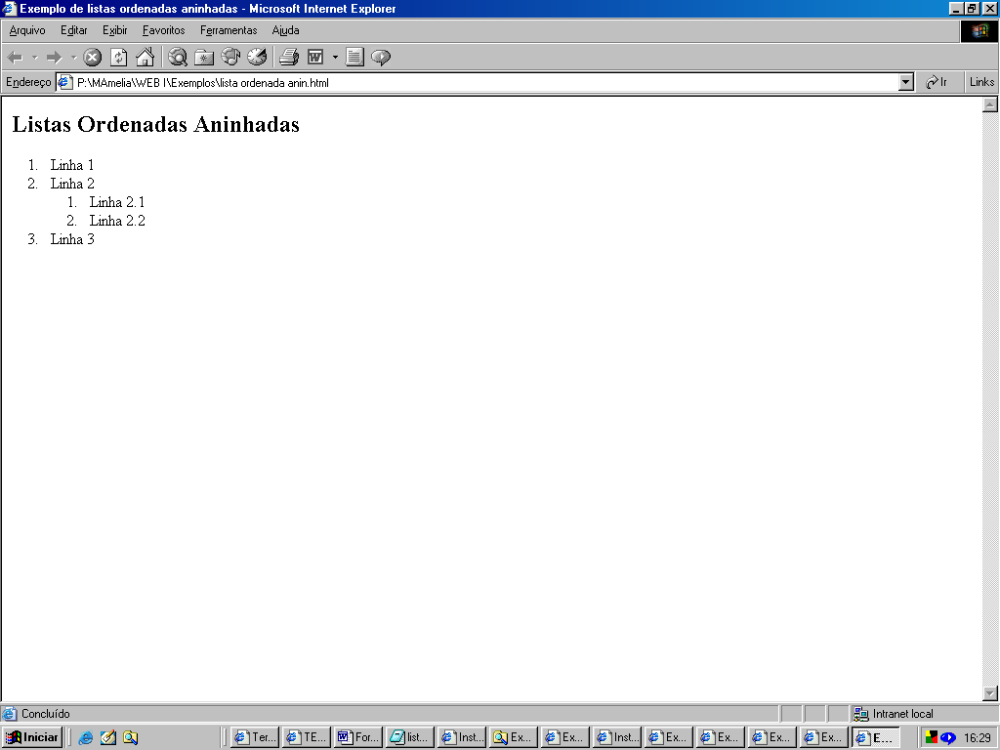 Exemplo de listas ordenadas aninhadas - Microsoft Internet Explorer
Arquivo Editar Exibir Favoritos Ferramentas Ajuda
Endereço P:\MAmelia\WEB I\Exemplos\lista ordenada anin.html Ir Links
Listas Ordenadas Aninhadas
1. Linha 1
2. Linha 2
1. Linha 2.1
2. Linha 2.2
3. Linha 3
Concluído Intranet local
Iniciar Ter... TE... For... list... Inst... Ex... Ex... Inst... Ex... Ex... Ex... Ex... E... 16:29